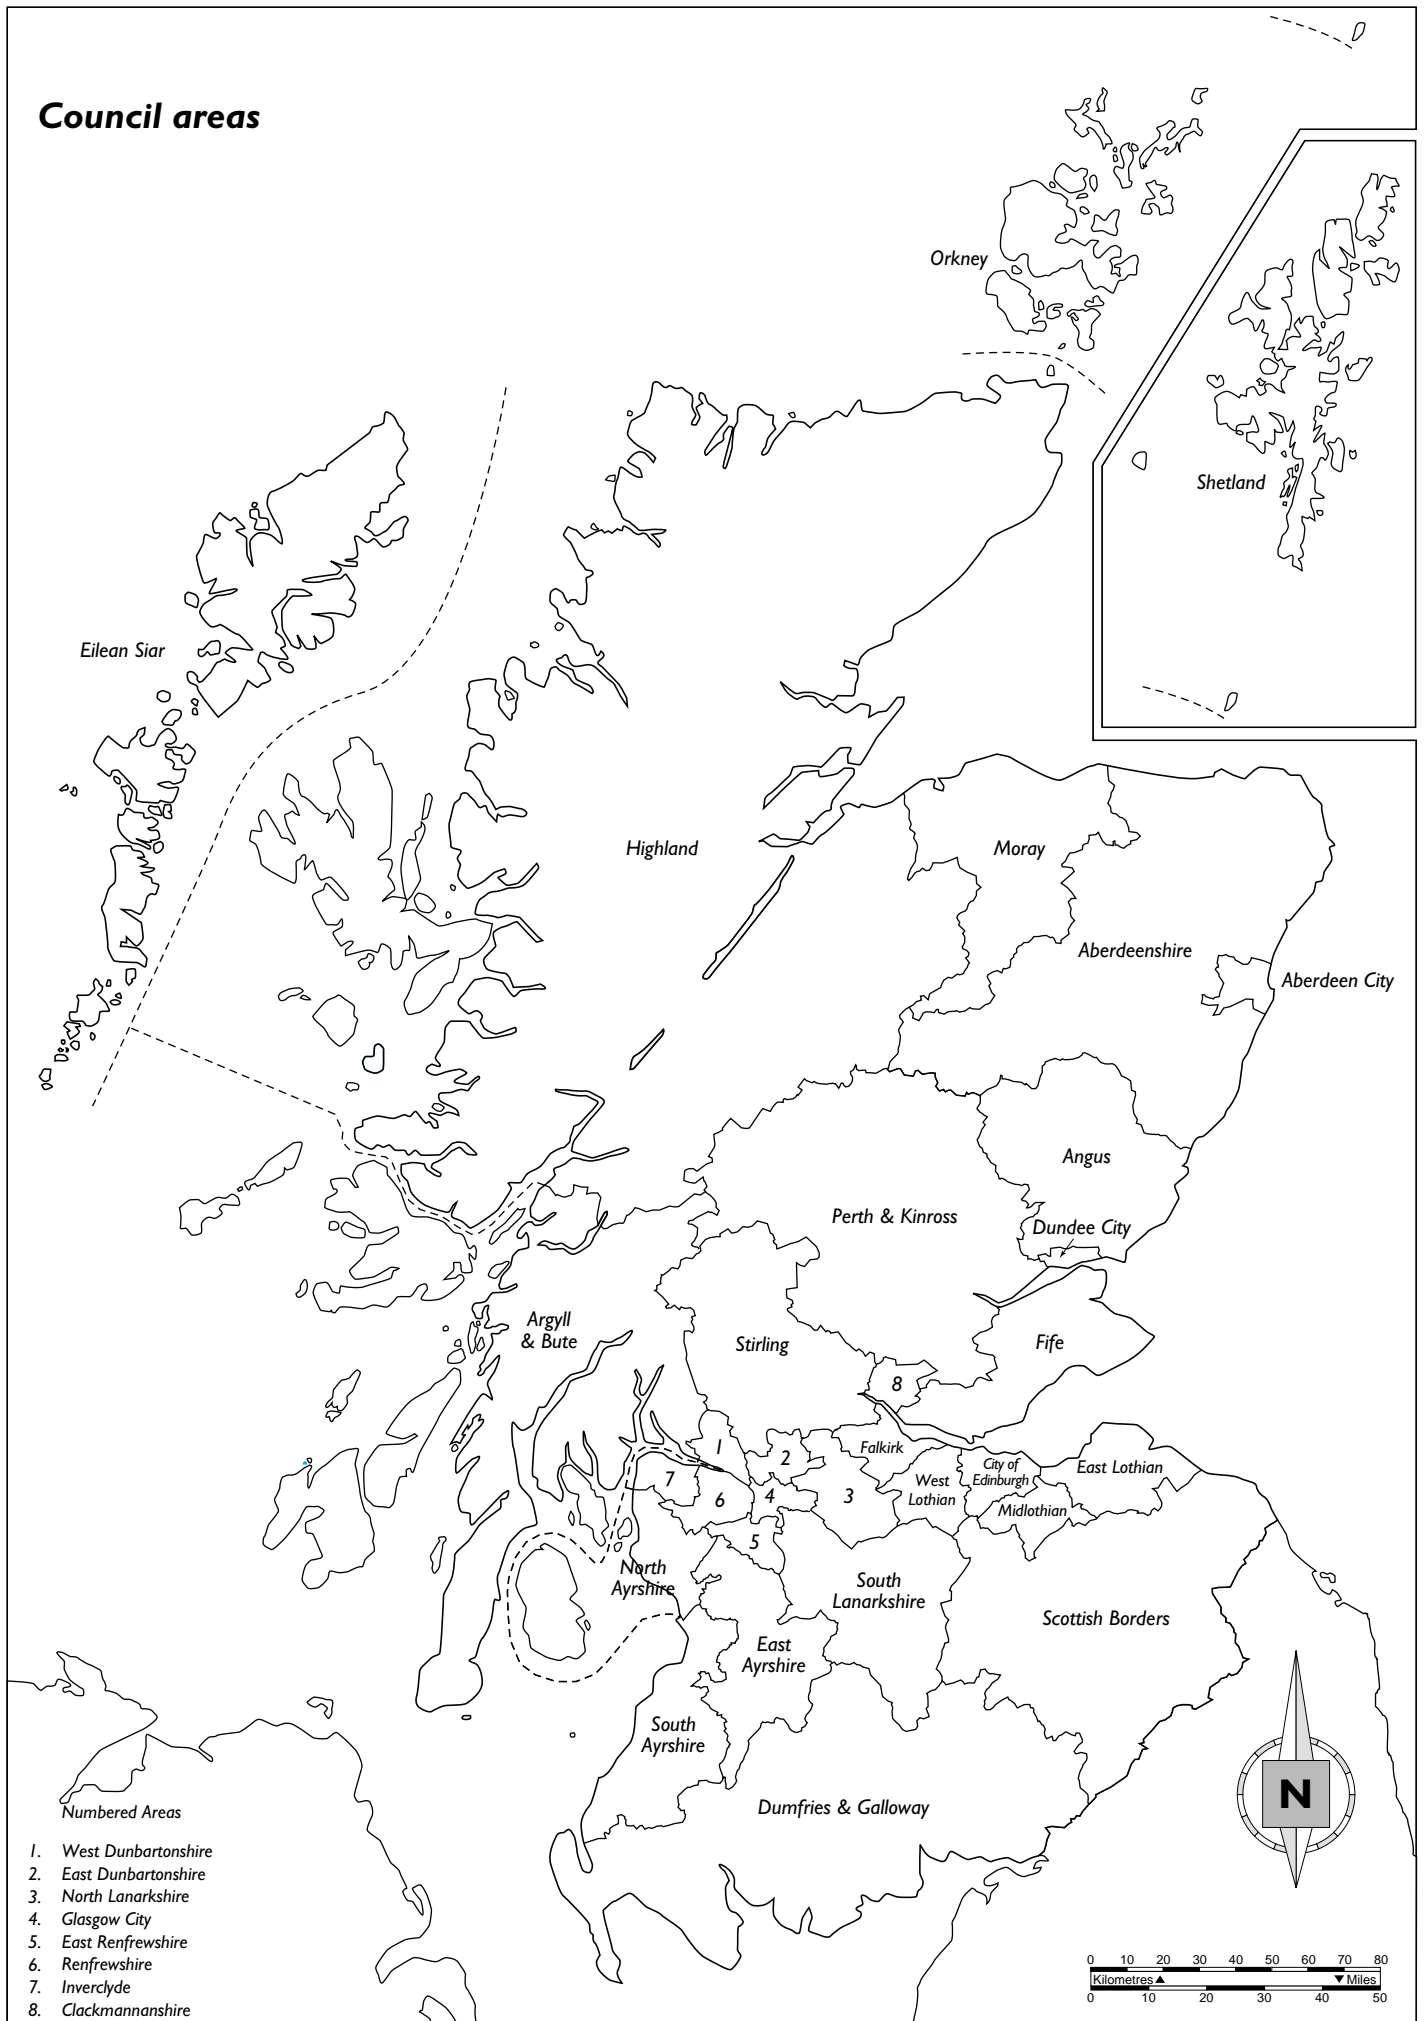 Council areas
Orkney
Shetland
Eilean Siar
Highland
Moray
Aberdeenshire
Aberdeen City
Angus
Perth & Kinross
Dundee City
Argyll
& Bute
Stirling
Fife
8
1
2
Falkirk
City of
Edinburgh
East Lothian
7
6
4
3
West
Lothian
Midlothian
5
North
Ayrshire
South
Lanarkshire
Scottish Borders
East
Ayrshire
South
Ayrshire
Dumfries & Galloway
N
Numbered Areas
1. West Dunbartonshire
2. East Dunbartonshire
3. North Lanarkshire
4. Glasgow City
5. East Renfrewshire
6. Renfrewshire
7. Inverclyde
8. Clackmannanshire
0 10 20 30 40 50 60 70 80
Kilometres ▲ ▼ Miles
0 10 20 30 40 50